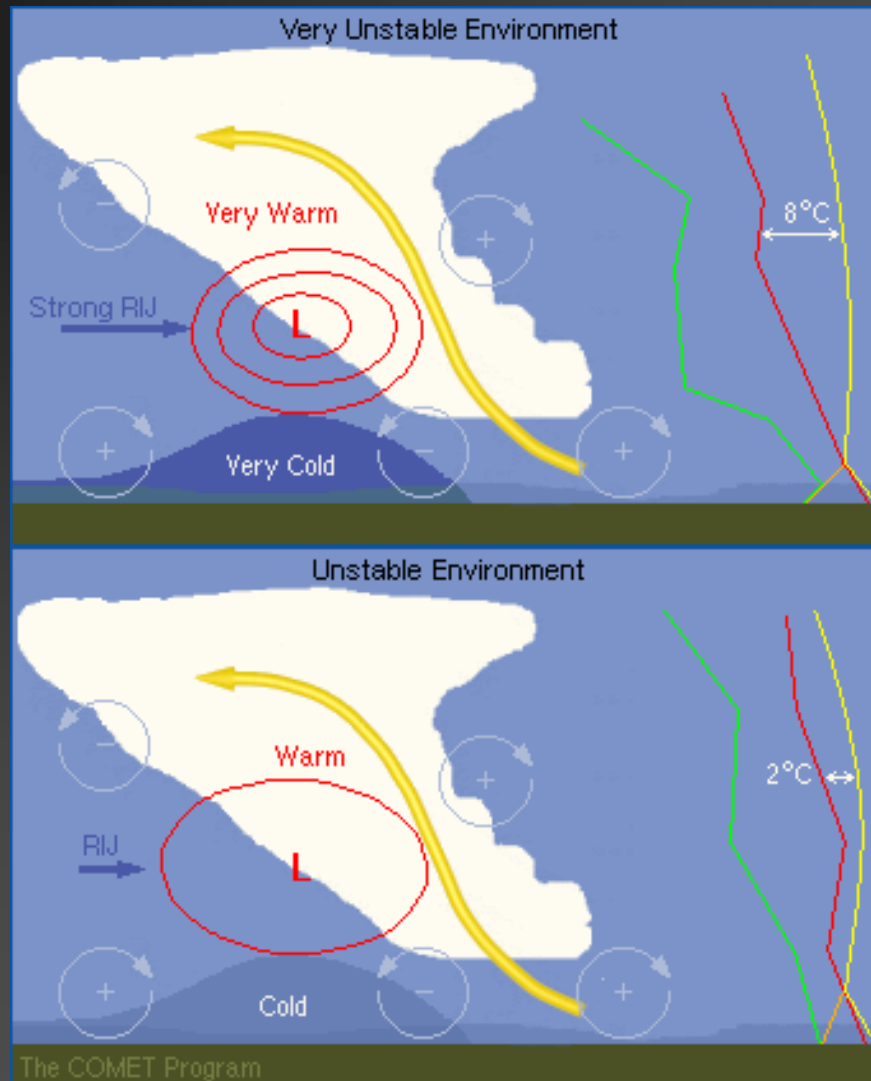 Very Unstable Environment
8°C
−
Very Warm
+
Strong RIJ
L
+
Very Cold
−
+
Unstable Environment
−
Warm
+
2°C
RIJ
L
+
Cold
−
+
The COMET Program